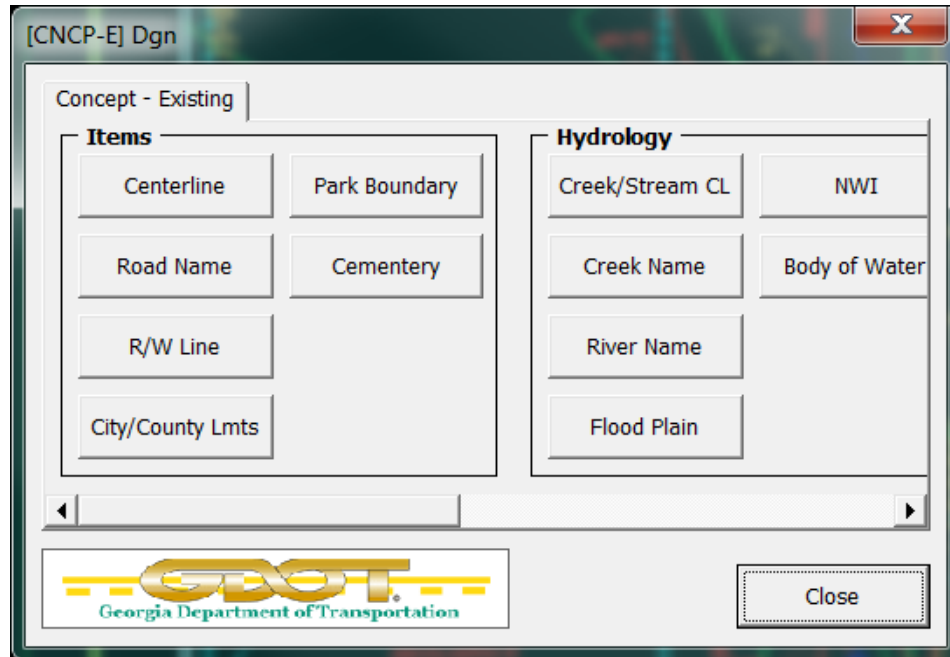 [CNCP-E] Dgn
X
Concept - Existing
Items
Centerline
Park Boundary
Road Name
Cementery
R/W Line
City/County Lmts
Hydrology
Creek/Stream CL
NWI
Creek Name
Body of Water
River Name
Flood Plain
GDOT
Georgia Department of Transportation
Close